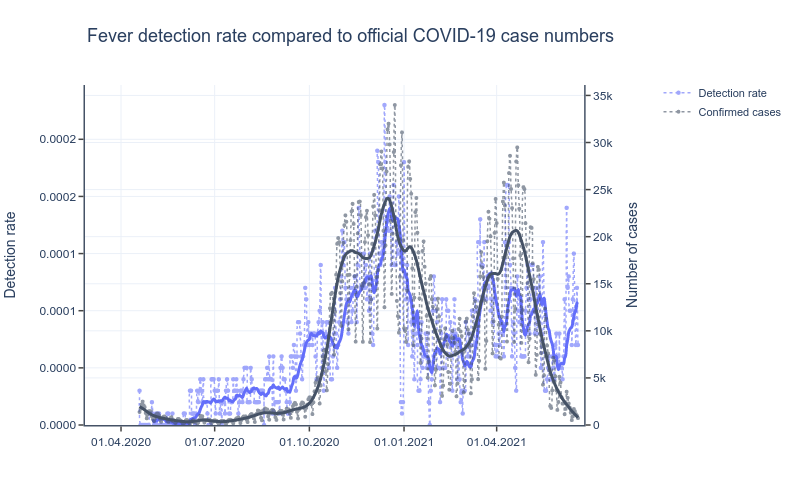 Fever detection rate compared to official COVID-19 case numbers
Detection rate
Confirmed cases
35k
30k
25k
20k
15k
10k
5k
0
0.0002
0.0002
0.0001
0.0001
0.0000
0.0000
Detection rate
Number of cases
01.04.2020
01.07.2020
01.10.2020
01.01.2021
01.04.2021